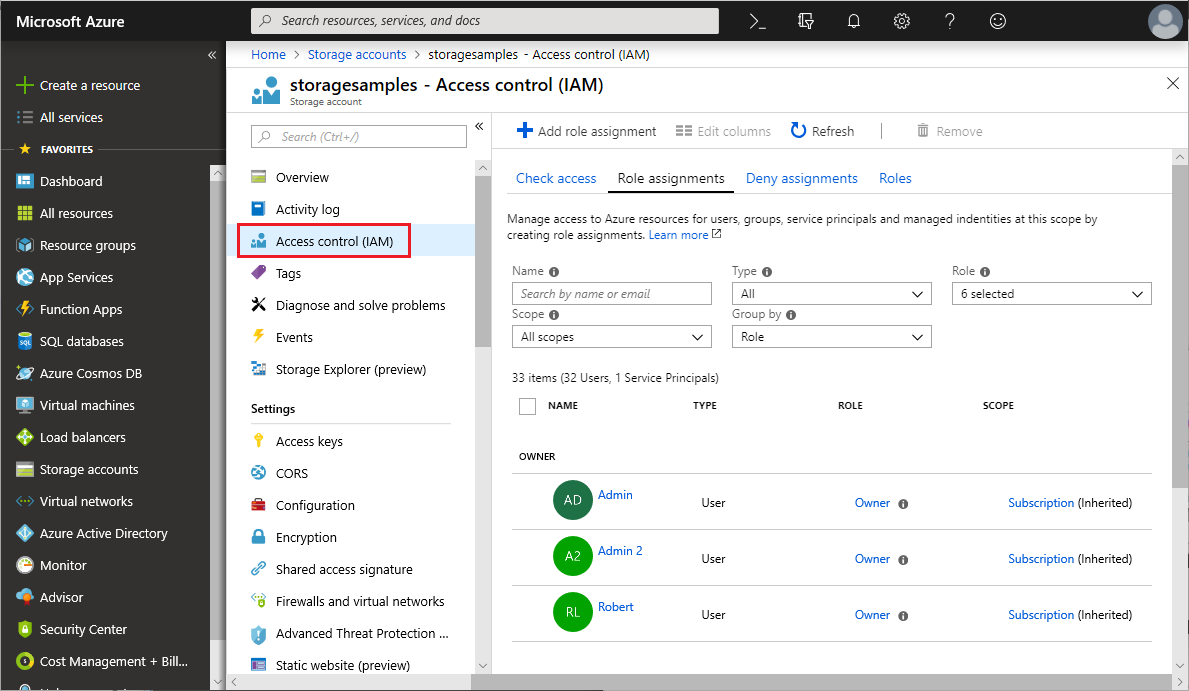 Microsoft Azure
Search resources, services, and docs
Create a resource
All services
FAVORITES
Dashboard
All resources
Resource groups
App Services
Function Apps
SQL databases
Azure Cosmos DB
Virtual machines
Load balancers
Storage accounts
Virtual networks
Azure Active Directory
Monitor
Advisor
Security Center
Cost Management + Bill...
Home > Storage accounts > storagesamples - Access control (IAM)
storagesamples - Access control (IAM)
Storage account
Search (Ctrl+/)
Overview
Activity log
Access control (IAM)
Tags
Diagnose and solve problems
Events
Storage Explorer (preview)
Settings
Access keys
CORS
Configuration
Encryption
Shared access signature
Firewalls and virtual networks
Advanced Threat Protection ...
Static website (preview)
Add role assignment Edit columns Refresh Remove
Check access Role assignments Deny assignments Roles
Manage access to Azure resources for users, groups, service principals and managed indentities at this scope by
creating role assignments. Learn more
Name Type Role
Search by name or email All 6 selected
Scope Group by
All scopes Role
33 items (32 Users, 1 Service Principals)
NAME TYPE ROLE SCOPE
OWNER
AD Admin User Owner Subscription (Inherited)
A2 Admin 2 User Owner Subscription (Inherited)
RL Robert User Owner Subscription (Inherited)